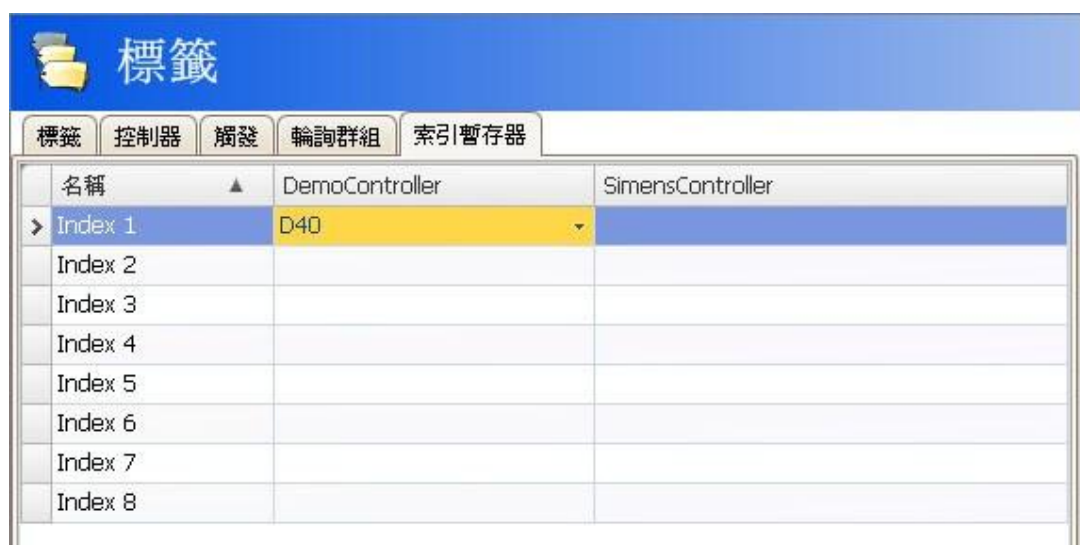 標籤
標籤 控制器 觸發 輪詢群組 索引暫存器
名稱 DemoController SimensController
Index 1 D40
Index 2
Index 3
Index 4
Index 5
Index 6
Index 7
Index 8